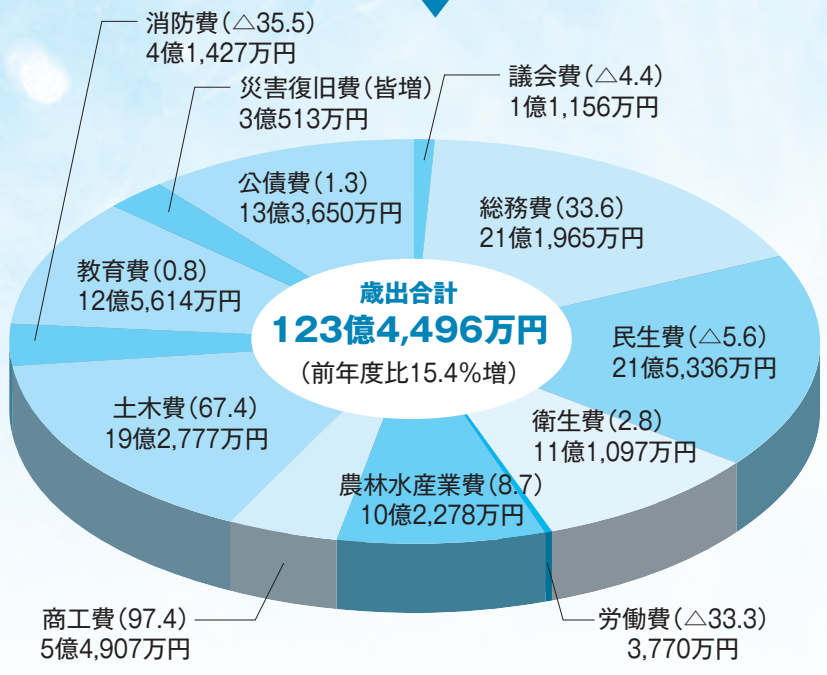 消防費(△35.5)
4億1,427万円
災害復旧費(皆増)
3億513万円
議会費(△4.4)
1億1,156万円
公債費(1.3)
13億3,650万円
総務費(33.6)
21億1,965万円
教育費(0.8)
12億5,614万円
歳出合計
123億4,496万円
(前年度比15.4%増)
民生費(△5.6)
21億5,336万円
土木費(67.4)
19億2,777万円
衛生費(2.8)
11億1,097万円
農林水産業費(8.7)
10億2,278万円
商工費(97.4)
5億4,907万円
労働費(△33.3)
3,770万円